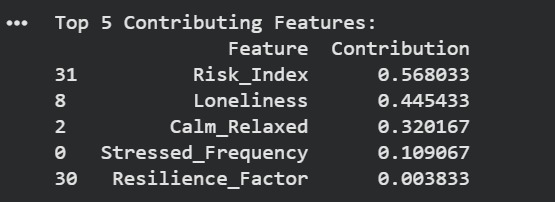 ••• Top 5 Contributing Features:
Feature Contribution
31 Risk_Index 0.568033
8 Loneliness 0.445433
2 Calm_Relaxed 0.320167
0 Stressed_Frequency 0.109067
30 Resilience_Factor 0.003833